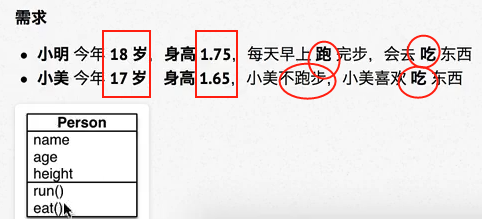 需求
小明 今年 18 岁，身高 1.75，每天早上 跑 完步，会去 吃 东西
小美 今年 17 岁，身高 1.65，小美不跑步，小美喜欢 吃 东西
Person
name
age
height
run()
eat()